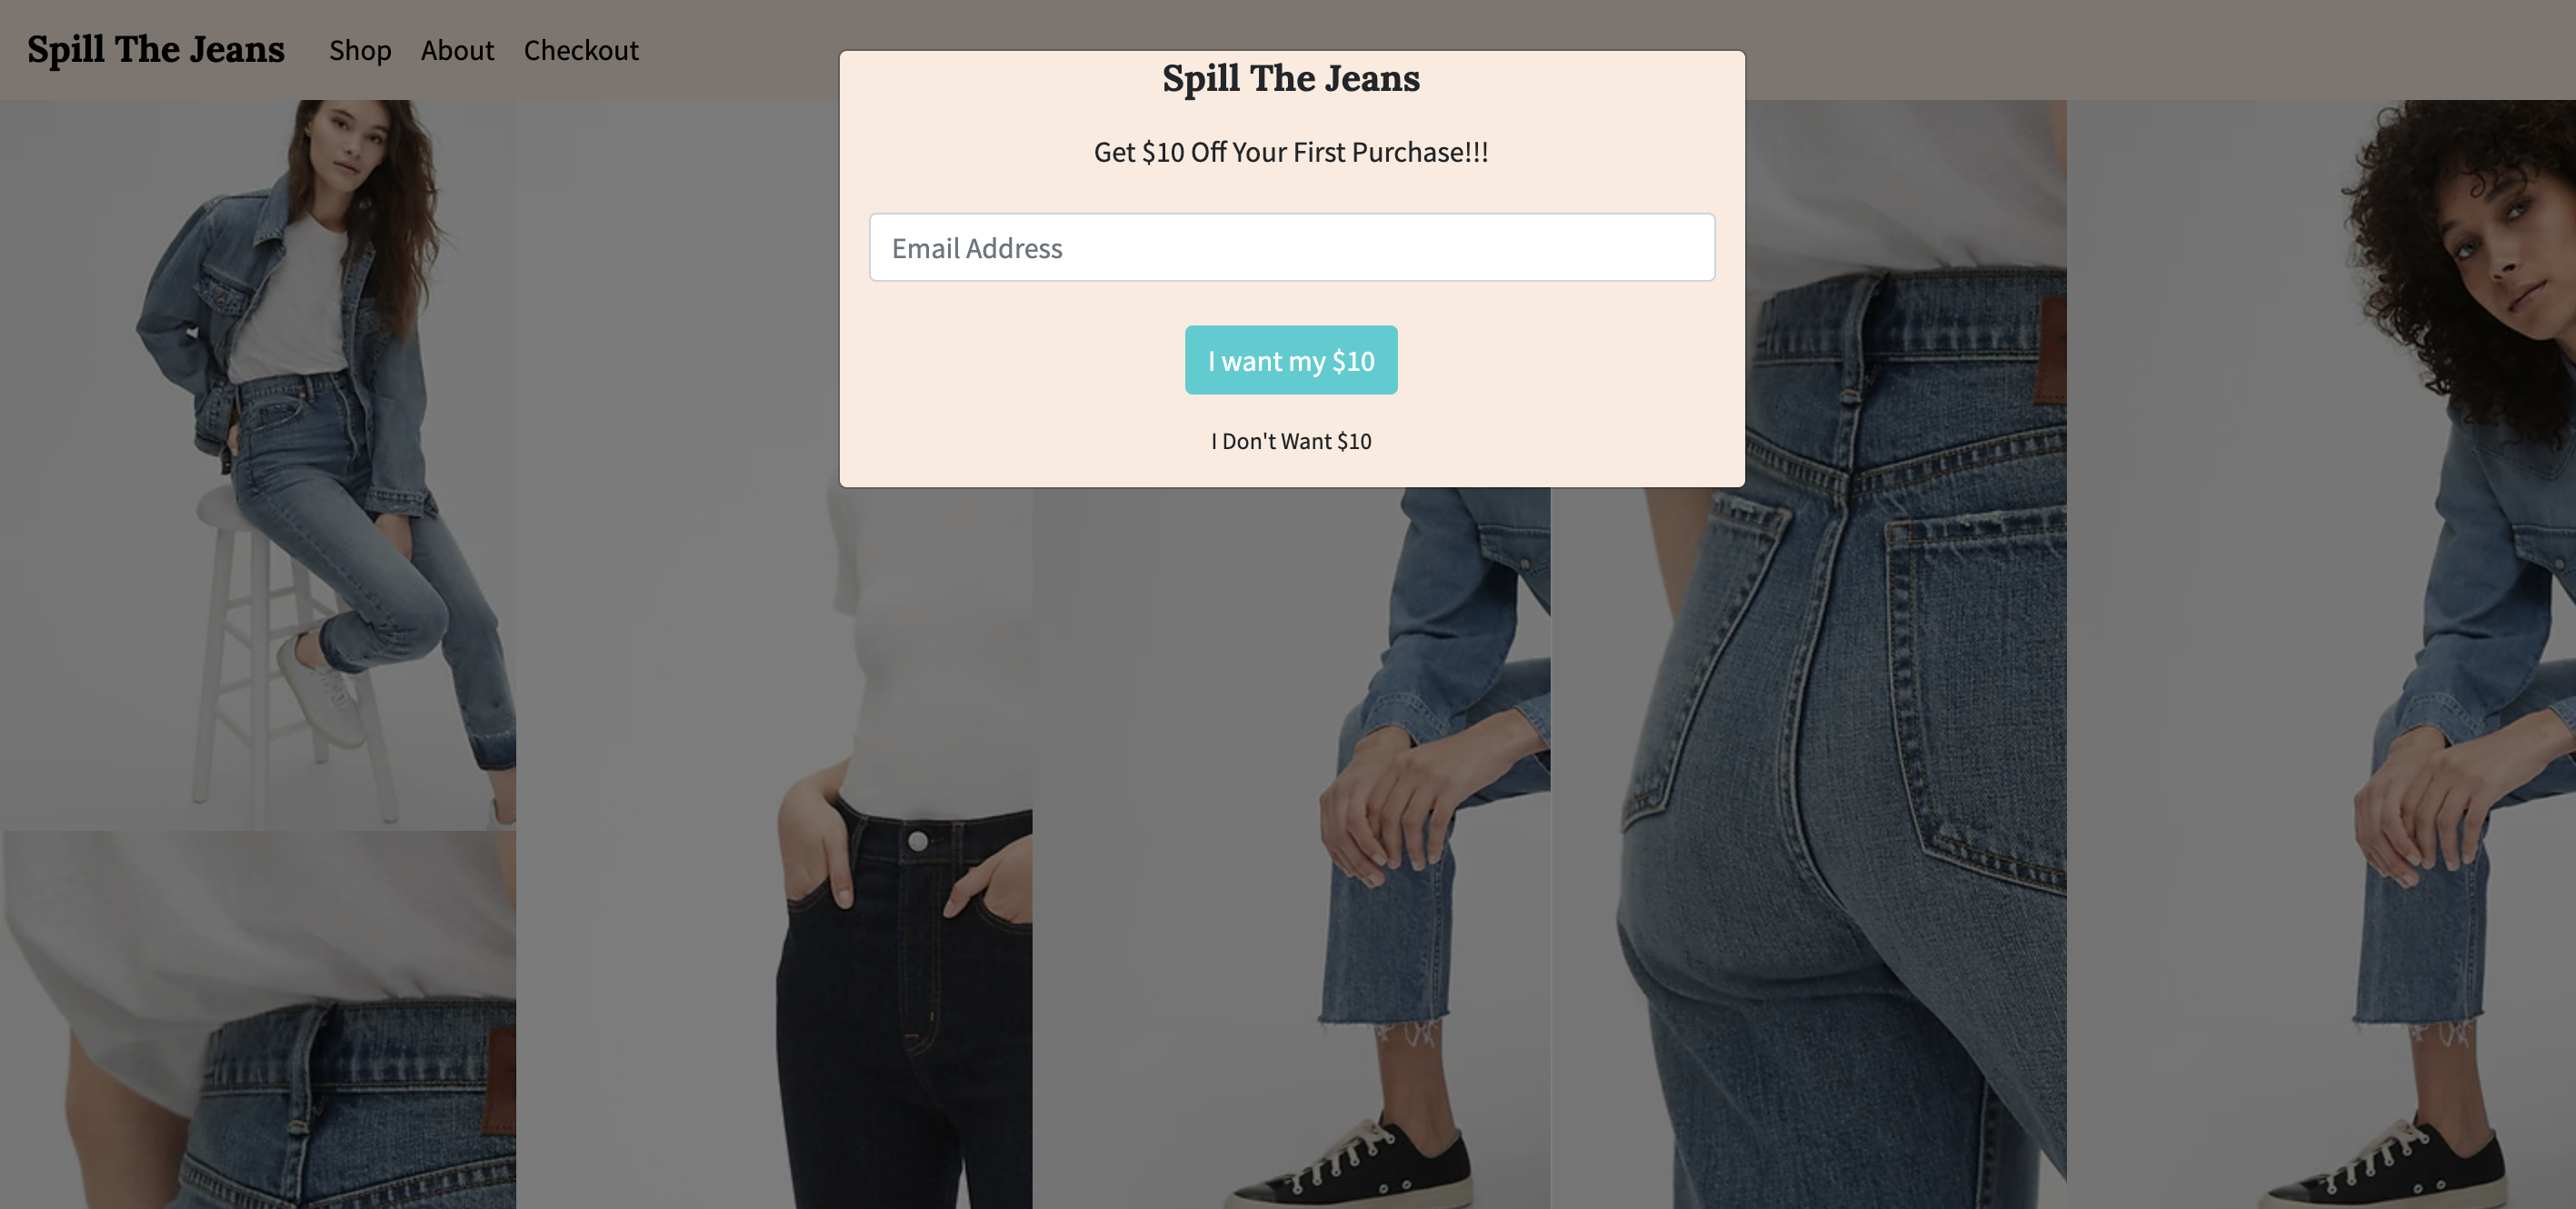 Spill The Jeans Shop About Checkout
Spill The Jeans
Get $10 Off Your First Purchase!!!
Email Address
I want my $10
I Don't Want $10